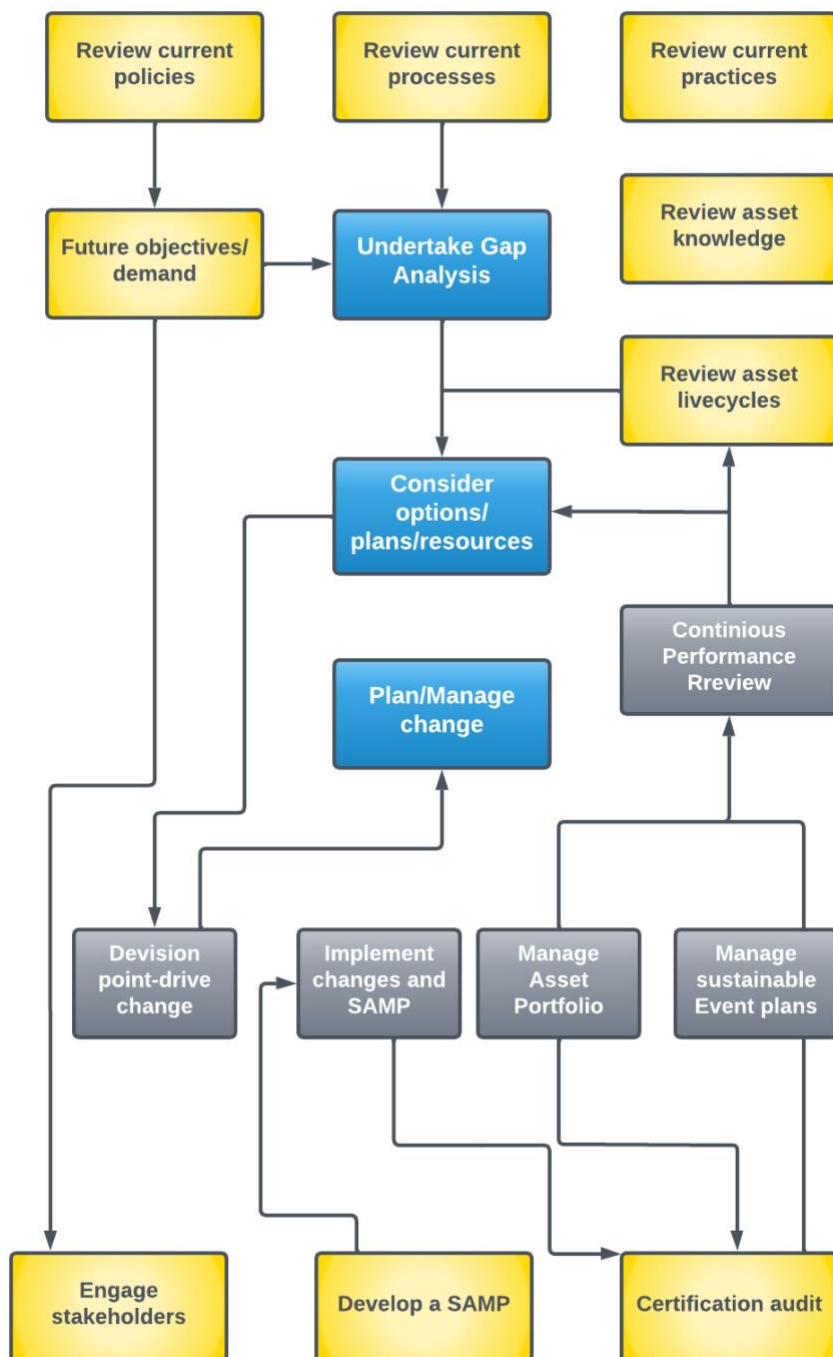 Review current
policies
Review current
processes
Review current
practices
Future objectives/
demand
Undertake Gap
Analysis
Review asset
knowledge
Review asset
livecycles
Consider
options/
plans/resources
Continious
Performance
Rreview
Plan/Manage
change
Devision
point-drive
change
Implement
changes and
SAMP
Manage
Asset
Portfolio
Manage
sustainable
Event plans
Engage
stakeholders
Develop a SAMP
Certification audit